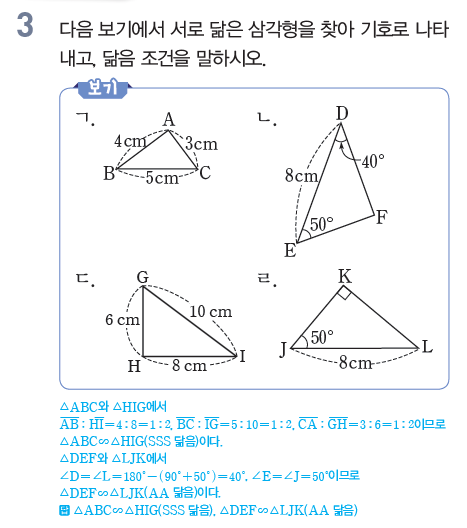 3 다음 보기에서 서로 닮은 삼각형을 찾아 기호로 나타
내고, 닮음 조건을 말하시오.
보기
ㄱ.
A
4cm 3cm
B 5cm C
ㄴ.
D
40°
8cm
F
50°
E
ㄷ.
G
6 cm 10 cm
H 8 cm I
ㄹ.
K
50°
J 8cm L
△ABC와 △HIG에서
AB : HI=4 : 8=1 : 2, BC : IG=5 : 10=1 : 2, CA : GH=3 : 6=1 : 2이므로
△ABC∽△HIG(SSS 닮음)이다.
△DEF와 △LJK에서
∠D=∠L=180°-(90°+50°)=40°, ∠E=∠J=50°이므로
△DEF∽△LJK(AA 닮음)이다.
답 △ABC∽△HIG(SSS 닮음), △DEF∽△LJK(AA 닮음)